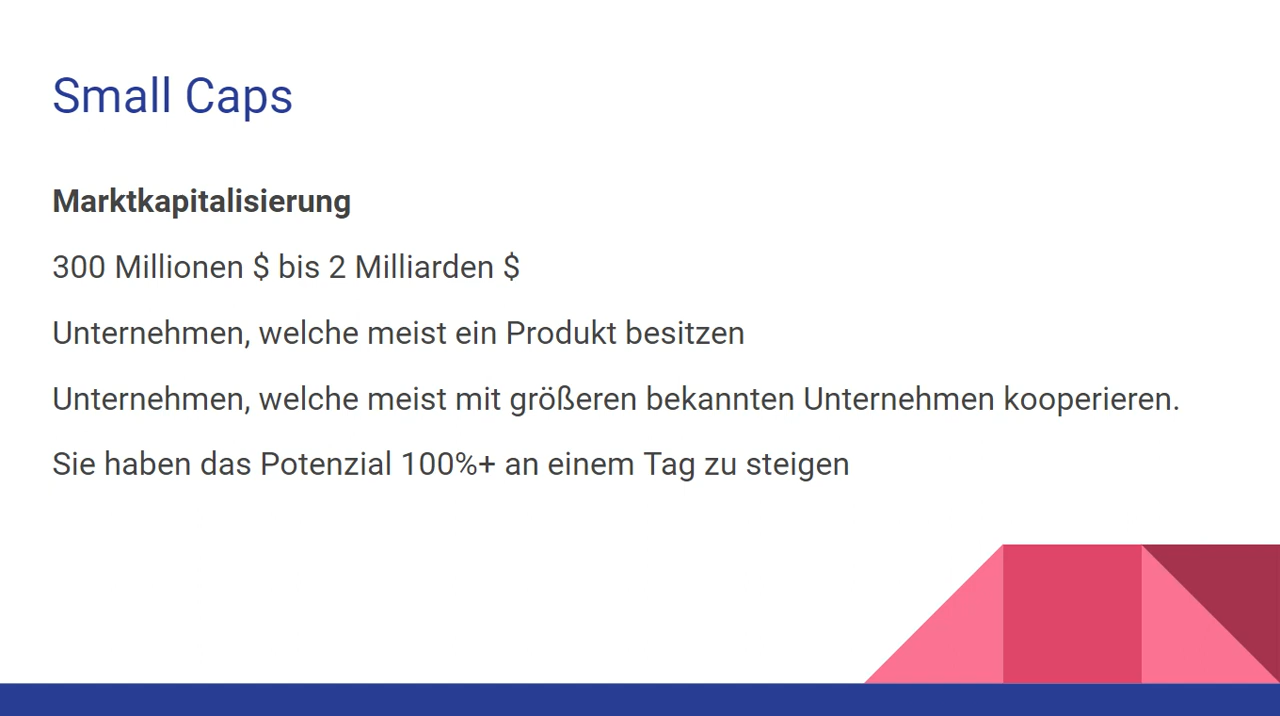 Small Caps
Marktkapitalisierung
300 Millionen $ bis 2 Milliarden $
Unternehmen, welche meist ein Produkt besitzen
Unternehmen, welche meist mit größeren bekannten Unternehmen kooperieren.
Sie haben das Potenzial 100%+ an einem Tag zu steigen